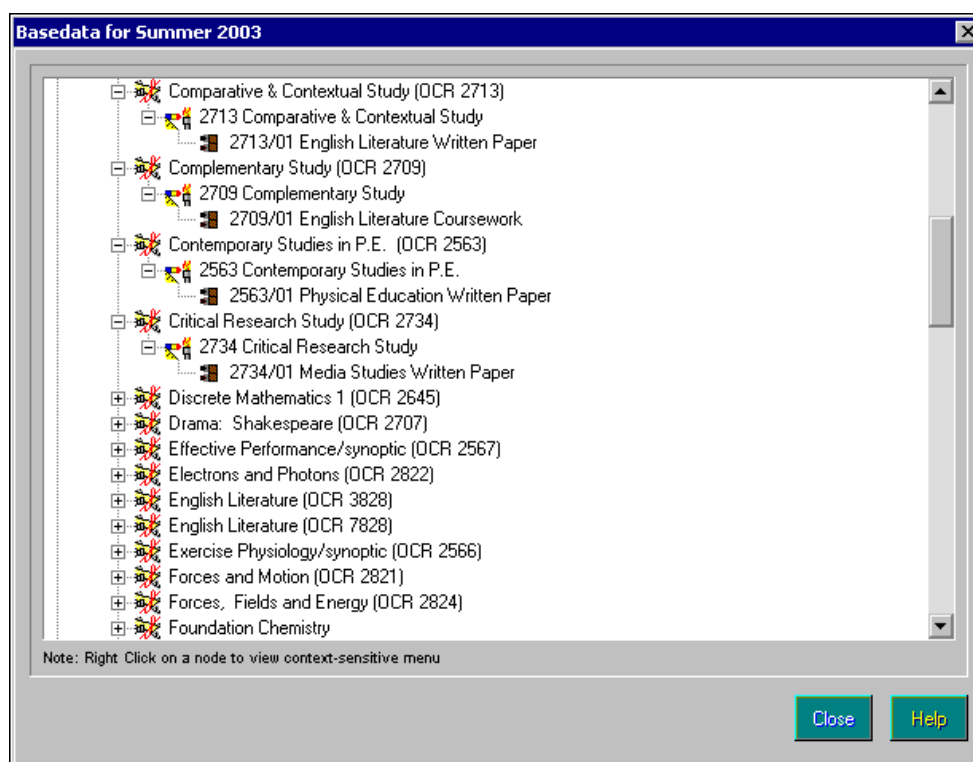 Basedata for Summer 2003
Comparative & Contextual Study (OCR 2713)
2713 Comparative & Contextual Study
2713/01 English Literature Written Paper
Complementary Study (OCR 2709)
2709 Complementary Study
2709/01 English Literature Coursework
Contemporary Studies in P.E.  (OCR 2563)
2563 Contemporary Studies in P.E.
2563/01 Physical Education Written Paper
Critical Research Study (OCR 2734)
2734 Critical Research Study
2734/01 Media Studies Written Paper
Discrete Mathematics 1 (OCR 2645)
Drama:  Shakespeare (OCR 2707)
Effective Performance/synoptic (OCR 2567)
Electrons and Photons (OCR 2822)
English Literature (OCR 3828)
English Literature (OCR 7828)
Exercise Physiology/synoptic (OCR 2566)
Forces and Motion (OCR 2821)
Forces,  Fields and Energy (OCR 2824)
Foundation Chemistry
Note: Right Click on a node to view context-sensitive menu
Close Help